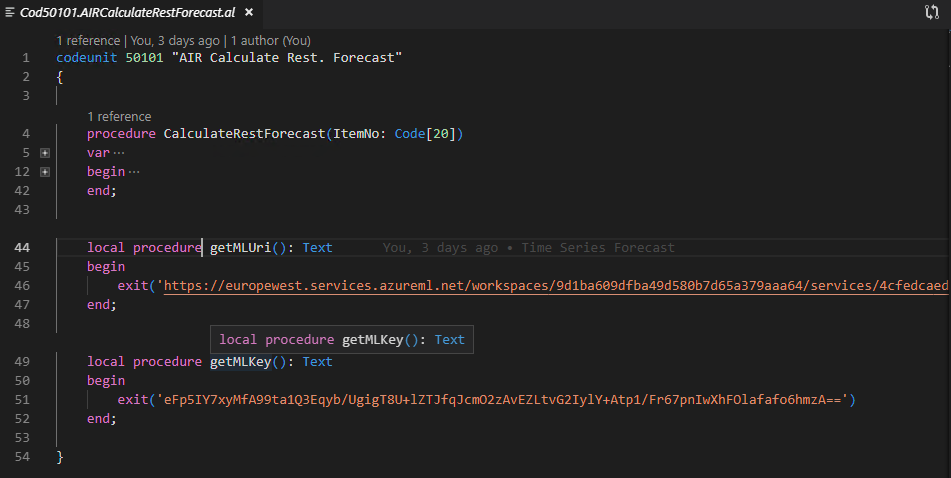 Cod50101.AIRCalculateRestForecast.al ×
1 reference | You, 3 days ago | 1 author (You)
1 codeunit 50101 "AIR Calculate Rest. Forecast"
2 {
3
1 reference
4 procedure CalculateRestForecast(ItemNo: Code[20])
5 var ...
12 begin ...
42 end;
43
44 local procedure getMLUri(): Text You, 3 days ago • Time Series Forecast
45 begin
46 exit('https://europewest.services.azureml.net/workspaces/9d1ba609dfba49d580b7d65a379aaa64/services/4cfedcaed
47 end;
48
local procedure getMLKey(): Text
49 local procedure getMLKey(): Text
50 begin
51 exit('eFp5IY7xyMfA99ta1Q3Eqyb/UgigT8U+lZTJfqJcmO2zAvEZLtvG2IylY+Atp1/Fr67pnIwXhFOlafafo6hmzA==')
52 end;
53
54 }